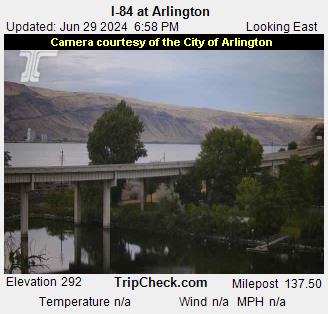 I-84 at Arlington
Updated: Jun 29 2024 6:58 PM Looking East
Camera courtesy of the City of Arlington
Elevation 292 TripCheck.com Milepost 137.50
Temperature n/a Wind n/a MPH n/a